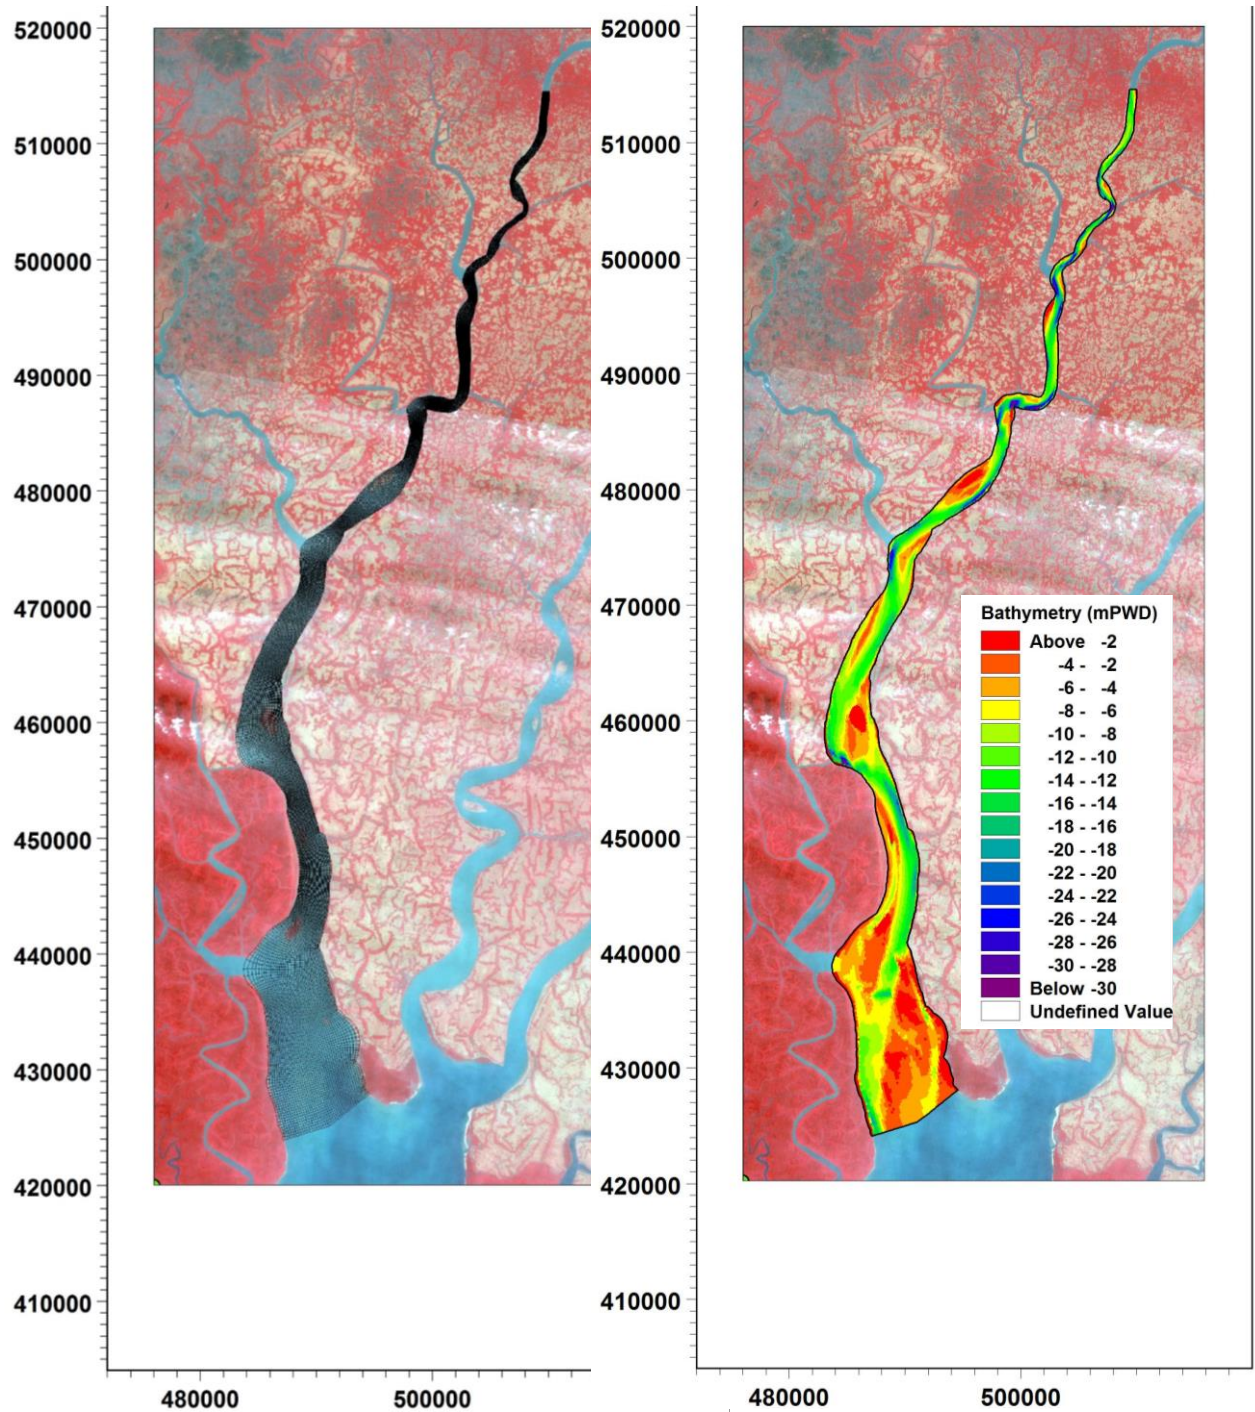 520000
510000
500000
490000
480000
470000
460000
450000
440000
430000
420000
410000
480000
500000
520000
510000
500000
490000
480000
470000
460000
450000
440000
430000
420000
410000
480000
500000
Bathymetry (mPWD)
Above -2
-4 - -2
-6 - -4
-8 - -6
-10 - -8
-12 - -10
-14 - -12
-16 - -14
-18 - -16
-20 - -18
-22 - -20
-24 - -22
-26 - -24
-28 - -26
-30 - -28
Below -30
Undefined Value